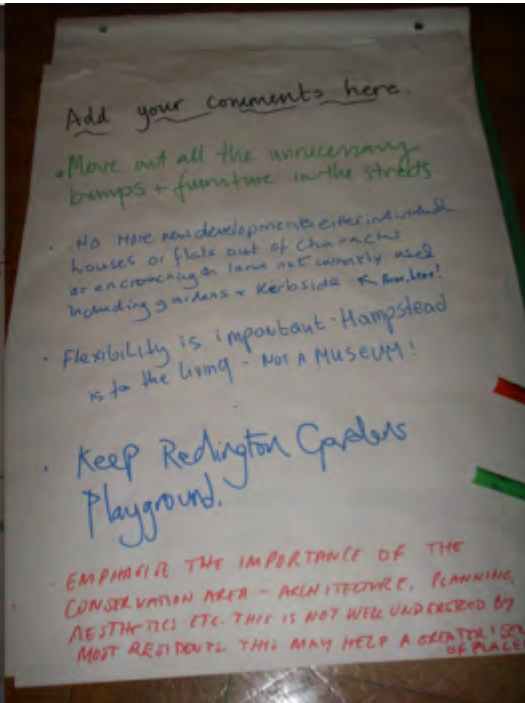 Add your comments here.
• Move out all the unnecessary
bumps + furniture in the streets
• No More new developments either individual
houses or flats out of character
or encroaching on land not currently used
including gardens + Kerbside ← Hear, hear!
- Flexibility is important - Hampstead
is for the living - NOT A MUSEUM!
• Keep Redington Gardens
Playground.
- EMPHASIZE THE IMPORTANCE OF THE
CONSERVATION AREA - ARCHITECTURE, PLANNING,
AESTHETICS ETC. THIS IS NOT WELL UNDERSTOOD BY
MOST RESIDENTS. THIS MAY HELP A GREATER
OF PLACE